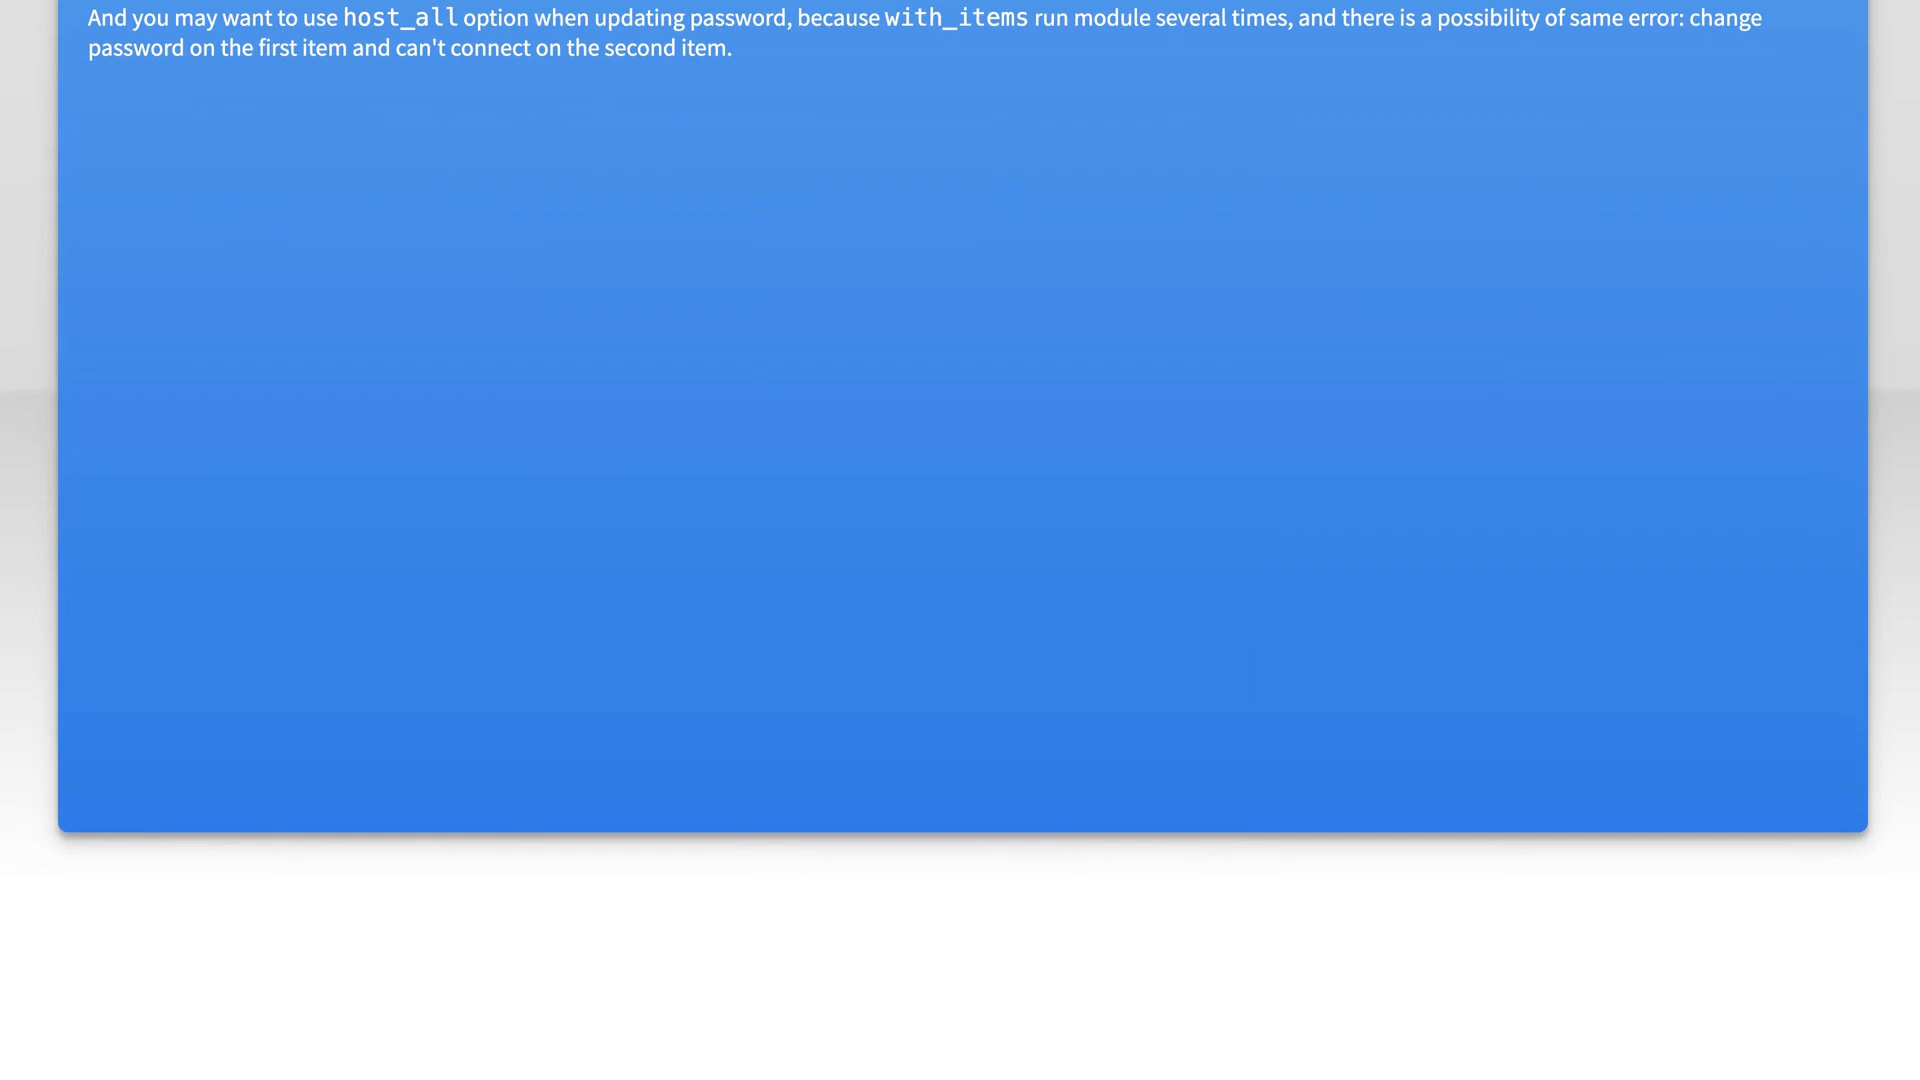 And you may want to use host_all option when updating password, because with_items run module several times, and there is a possibility of same error: change
password on the first item and can't connect on the second item.